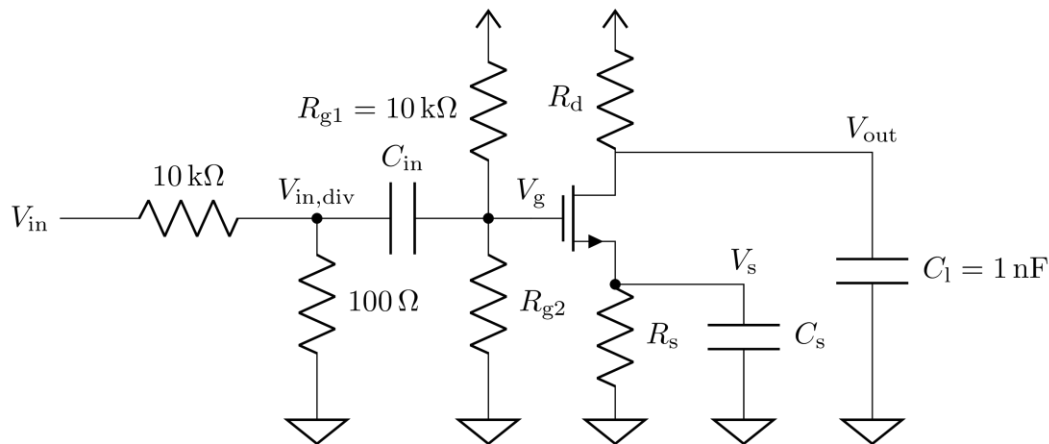 R_g1 = 10 kΩ
R_d
V_out
C_in
10 kΩ
V_in,div
V_g
V_in
V_s
C_l = 1 nF
100 Ω
R_g2
R_s
C_s